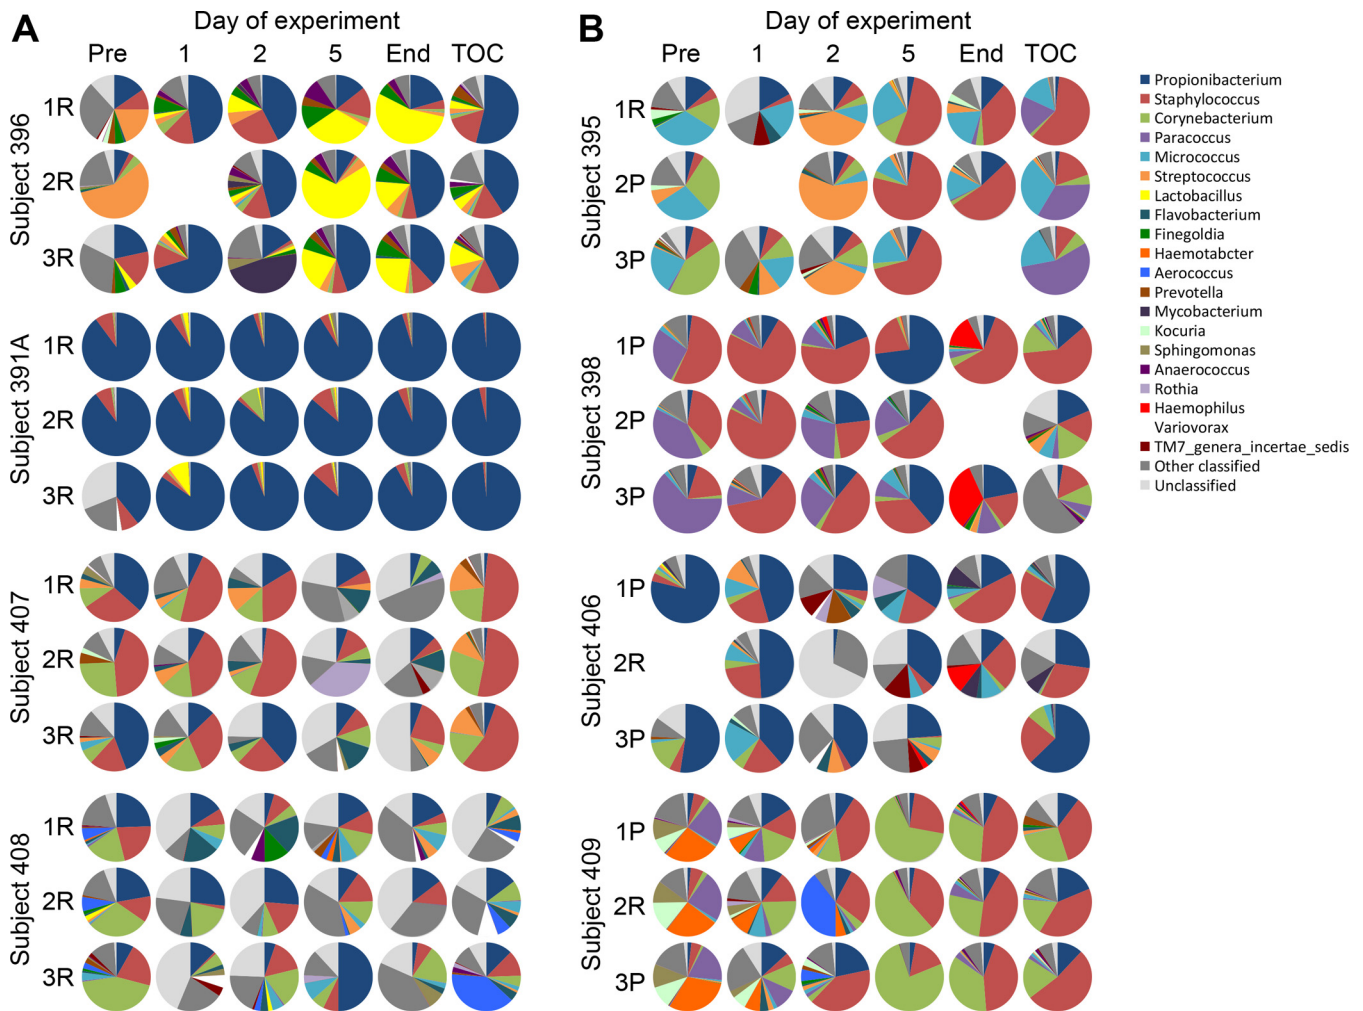 A
Day of experiment
Pre 1 2 5 End TOC
Subject 396
1R
2R
3R
Subject 391A
1R
2R
3R
Subject 407
1R
2R
3R
Subject 408
1R
2R
3R
B
Day of experiment
Pre 1 2 5 End TOC
Subject 395
1R
2P
3P
Subject 398
1P
2P
3P
Subject 406
1P
2R
3P
Subject 409
1P
2R
3P
Propionibacterium
Staphylococcus
Corynebacterium
Paracoccus
Micrococcus
Streptococcus
Lactobacillus
Flavobacterium
Finegoldia
Haemotabcter
Aerococcus
Prevotella
Mycobacterium
Kocuria
Sphingomonas
Anaerococcus
Rothia
Haemophilus
Variovorax
TM7_genera_incertae_sedis
Other classified
Unclassified